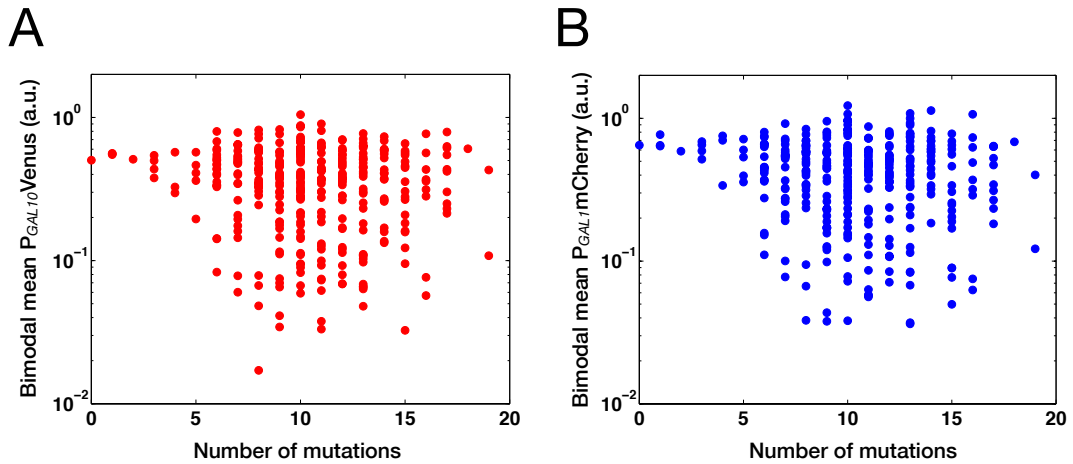 A
Bimodal mean P_GAL10Venus (a.u.)
10^0
10^-1
10^-2
0 5 10 15 20
Number of mutations
B
Bimodal mean P_GAL1mCherry (a.u.)
10^0
10^-1
10^-2
0 5 10 15 20
Number of mutations